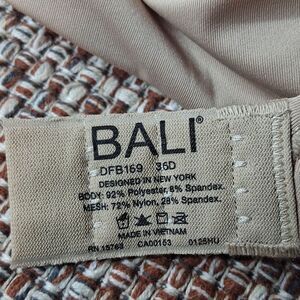 BALI®
DFB169 36D
DESIGNED IN NEW YORK
BODY: 92% Polyester, 8% Spandex.
MESH: 72% Nylon, 28% Spandex.
MADE IN VIETNAM
RN 15763 CA00153 0125HU